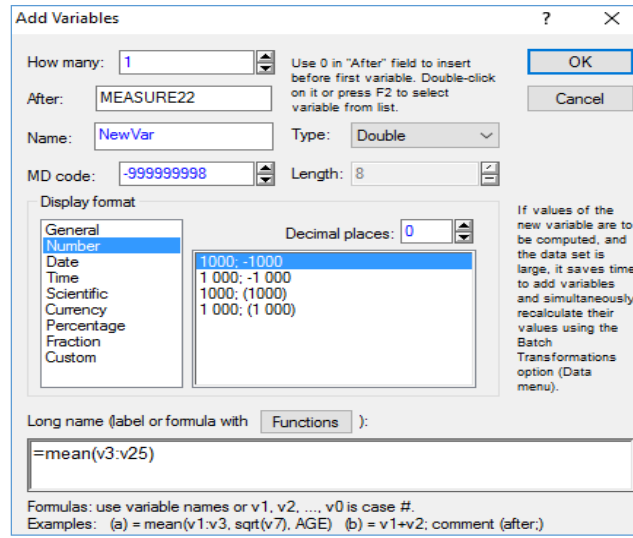 Add Variables ? ✕
How many: 1
Use 0 in "After" field to insert
before first variable. Double-click
on it or press F2 to select
variable from list.
OK
After: MEASURE22
Cancel
Name: NewVar
Type: Double
MD code: -999999998
Length: 8
Display format
General
Number
Date
Time
Scientific
Currency
Percentage
Fraction
Custom
Decimal places: 0
1000; -1000
1 000; -1 000
1000; (1000)
1 000; (1 000)
If values of the
new variable are to
be computed, and
the data set is
large, it saves time
to add variables
and simultaneously
recalculate their
values using the
Batch
Transformations
option (Data
menu).
Long name (label or formula with Functions ):
=mean(v3:v25)
Formulas: use variable names or v1, v2, ..., v0 is case #.
Examples: (a) = mean(v1:v3, sqrt(v7), AGE) (b) = v1+v2; comment (after;)